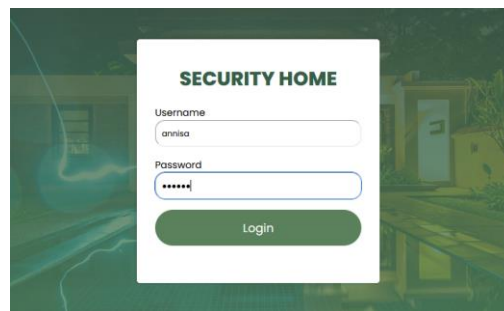 SECURITY HOME
Username
annisa
Password
••••••
Login